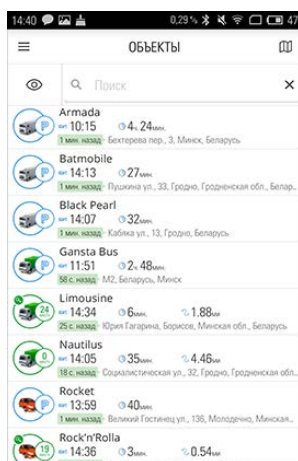 14:40 0,29 % 47
ОБЪЕКТЫ
Поиск
Armada
10:15 4ч. 24мин.
1 мин. назад Бехтерева пер., 3, Минск, Беларусь
Batmobile
14:13 27мин.
1 мин. назад Пушкина ул., 33, Гродно, Гродненская обл., Белар...
Black Pearl
14:07 32мин.
1 мин. назад Кабяка ул., 13, Гродно, Беларусь
Gansta Bus
11:51 2ч. 48мин.
58 с. назад М2, Беларусь, Минск
Limousine
24 14:34 6мин. 1.88км
25 с. назад Юрия Гагарина, Борисов, Минская обл., Беларусь
Nautilus
0 14:05 35мин. 4.46км
18 с. назад Социалистическая ул., 32, Гродно, Гродненская обл.
Rocket
13:59 40мин.
1 мин. назад Великий Гостинец ул., 136, Молодечно, Минская...
Rock'n'Rolla
19 14:36 3мин. 0.54км